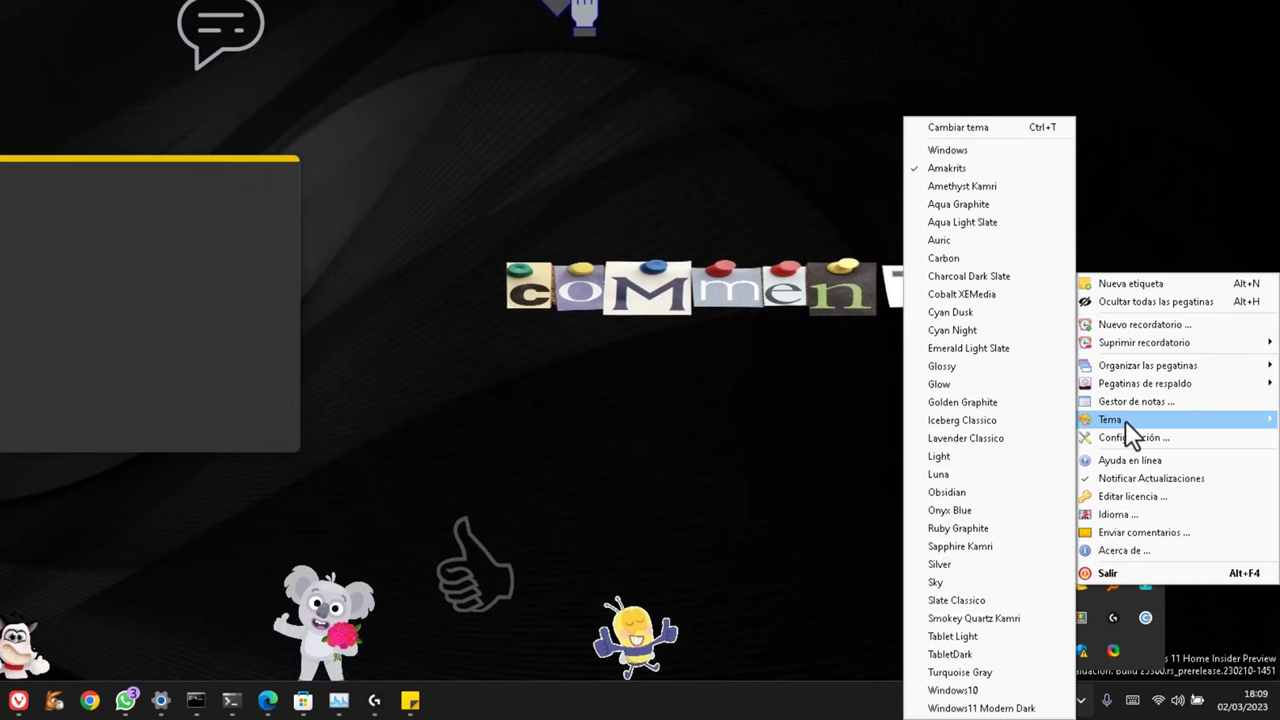 commen
Cambiar tema Ctrl+T
Windows
Amakrits
Amethyst Kamri
Aqua Graphite
Aqua Light Slate
Auric
Carbon
Charcoal Dark Slate
Cobalt XEMedia
Cyan Dusk
Cyan Night
Emerald Light Slate
Glossy
Glow
Golden Graphite
Iceberg Classico
Lavender Classico
Light
Luna
Obsidian
Onyx Blue
Ruby Graphite
Sapphire Kamri
Silver
Sky
Slate Classico
Smokey Quartz Kamri
Tablet Light
TabletDark
Turquoise Gray
Windows10
Windows11 Modern Dark
Nueva etiqueta Alt+N
Ocultar todas las pegatinas Alt+H
Nuevo recordatorio ...
Suprimir recordatorio
Organizar las pegatinas
Pegatinas de respaldo
Gestor de notas ...
Tema
Ayuda en línea
Notificar Actualizaciones
Editar licencia ...
Idioma ...
Enviar comentarios ...
Acerca de ...
Salir Alt+F4
11 Home Insider Preview
3
18:09
02/03/2023